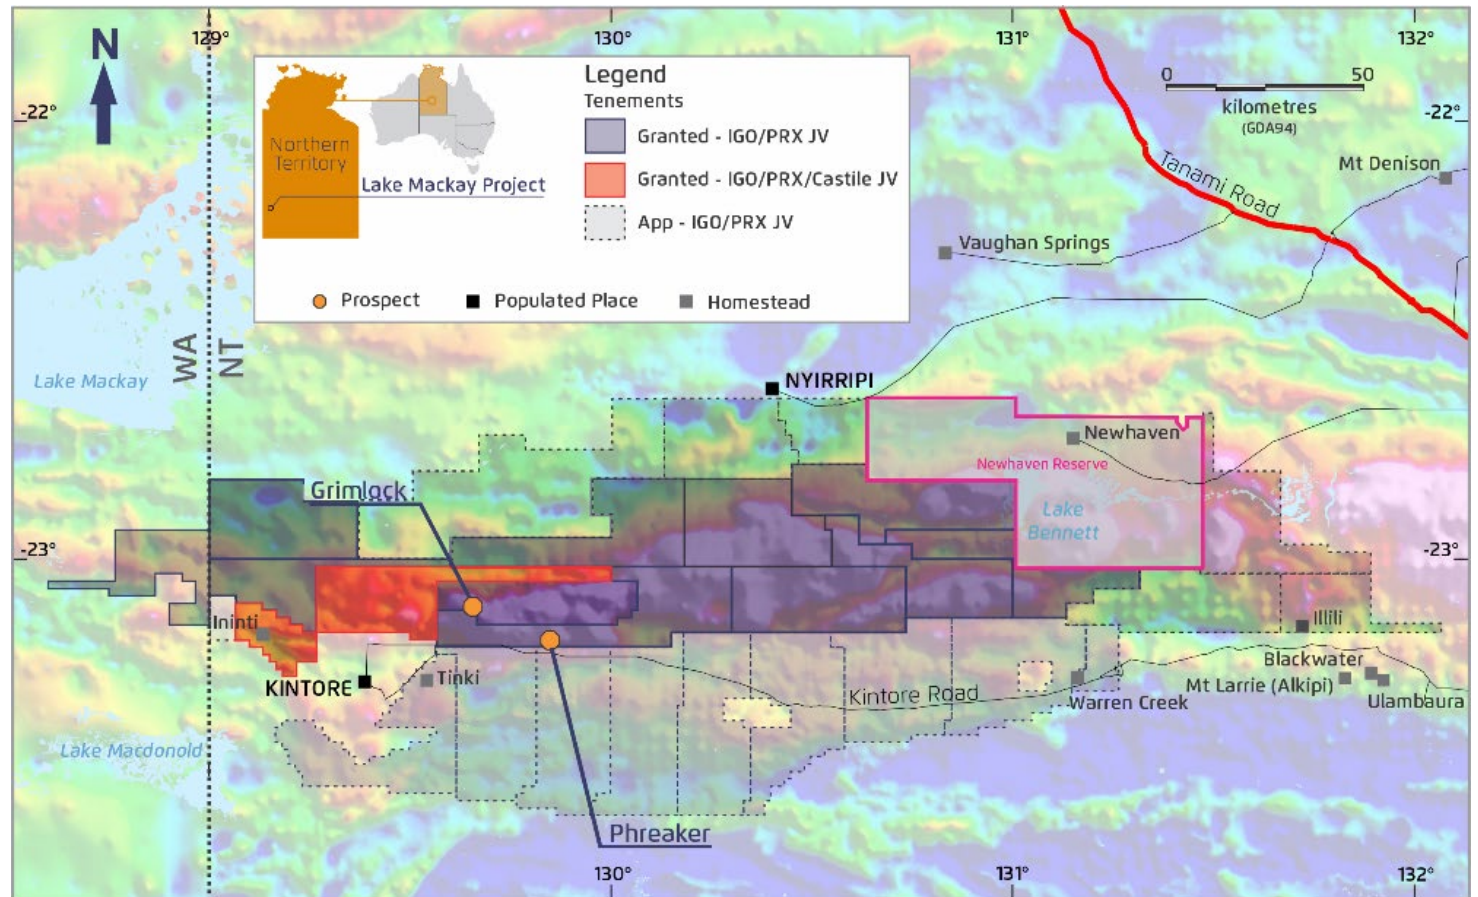 129°
130°
131°
132°
N
-22°
-22°
Northern
Territory
Lake Mackay Project
Legend
Tenements
Granted - IGO/PRX JV
Granted - IGO/PRX/Castile JV
App - IGO/PRX JV
Prospect
Populated Place
Homestead
0
50
kilometres
(GDA94)
Tanami Road
Mt Denison
Vaughan Springs
WA
NT
Lake Mackay
NYIRRIPI
Newhaven
Newhaven Reserve
Lake
Bennett
Grimlock
-23°
-23°
Ininti
KINTORE
Tinki
Kintore Road
Illili
Blackwater
Mt Larrie (Alkipi)
Ulambaura
Warren Creek
Lake Macdonold
Phreaker
130°
131°
132°